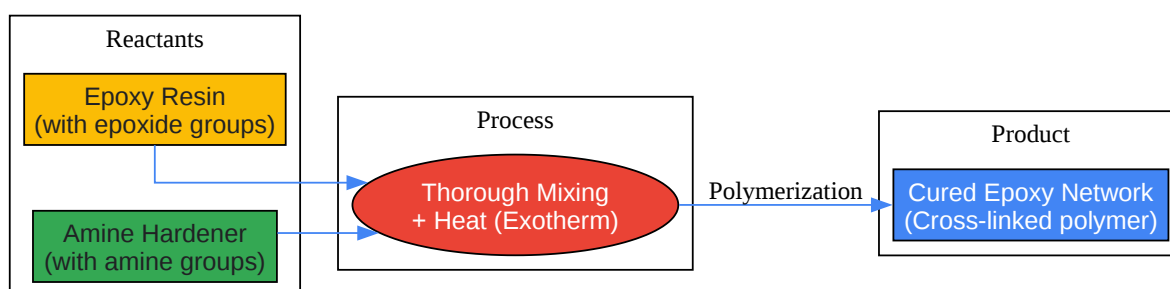 Reactants
Epoxy Resin
(with epoxide groups)
Amine Hardener
(with amine groups)
Process
Thorough Mixing
+ Heat (Exotherm)
Polymerization
Product
Cured Epoxy Network
(Cross-linked polymer)